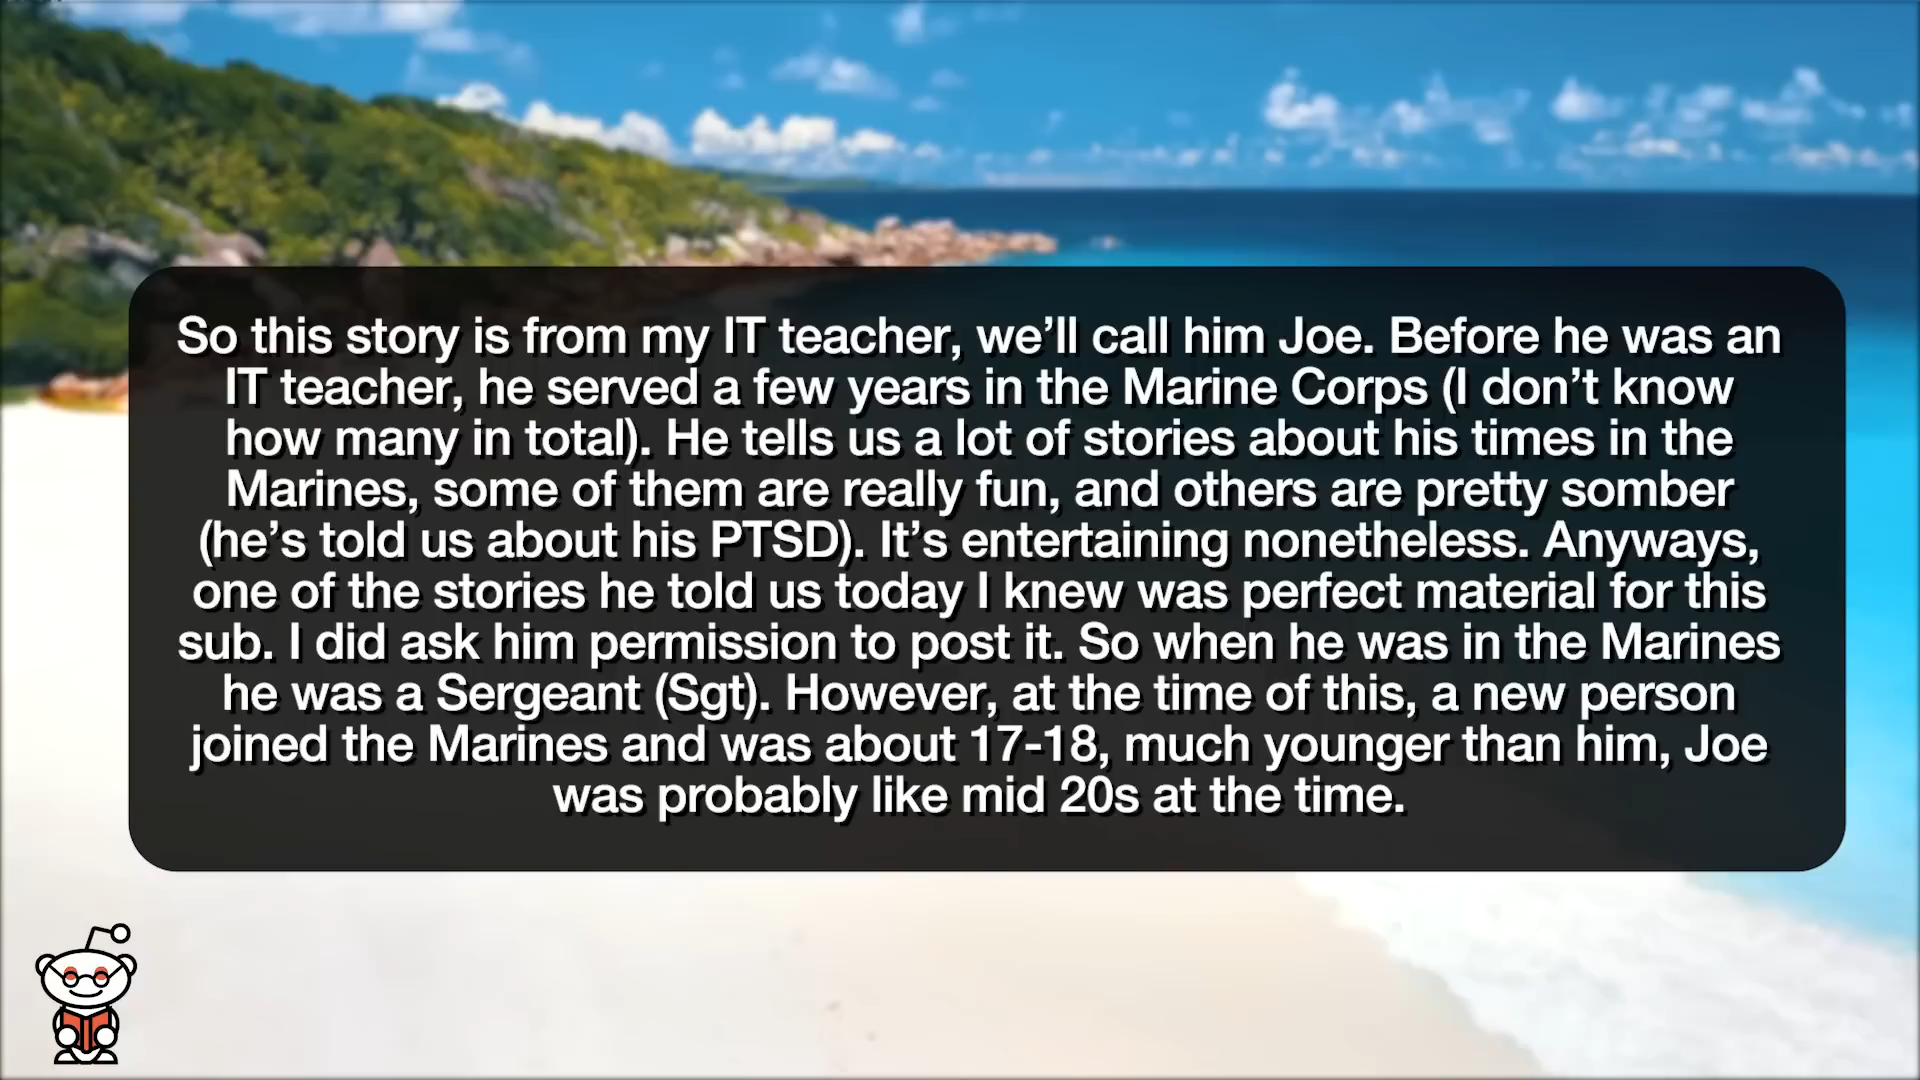 So this story is from my IT teacher, we’ll call him Joe. Before he was an
IT teacher, he served a few years in the Marine Corps (I don’t know
how many in total). He tells us a lot of stories about his times in the
Marines, some of them are really fun, and others are pretty somber
(he’s told us about his PTSD). It’s entertaining nonetheless. Anyways,
one of the stories he told us today I knew was perfect material for this
sub. I did ask him permission to post it. So when he was in the Marines
he was a Sergeant (Sgt). However, at the time of this, a new person
joined the Marines and was about 17-18, much younger than him, Joe
was probably like mid 20s at the time.